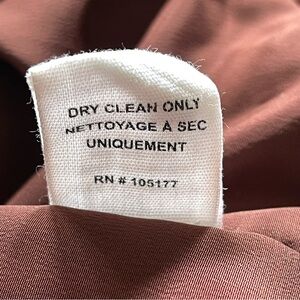 DRY CLEAN ONLY
NETTOYAGE À SEC
UNIQUEMENT
RN # 105177